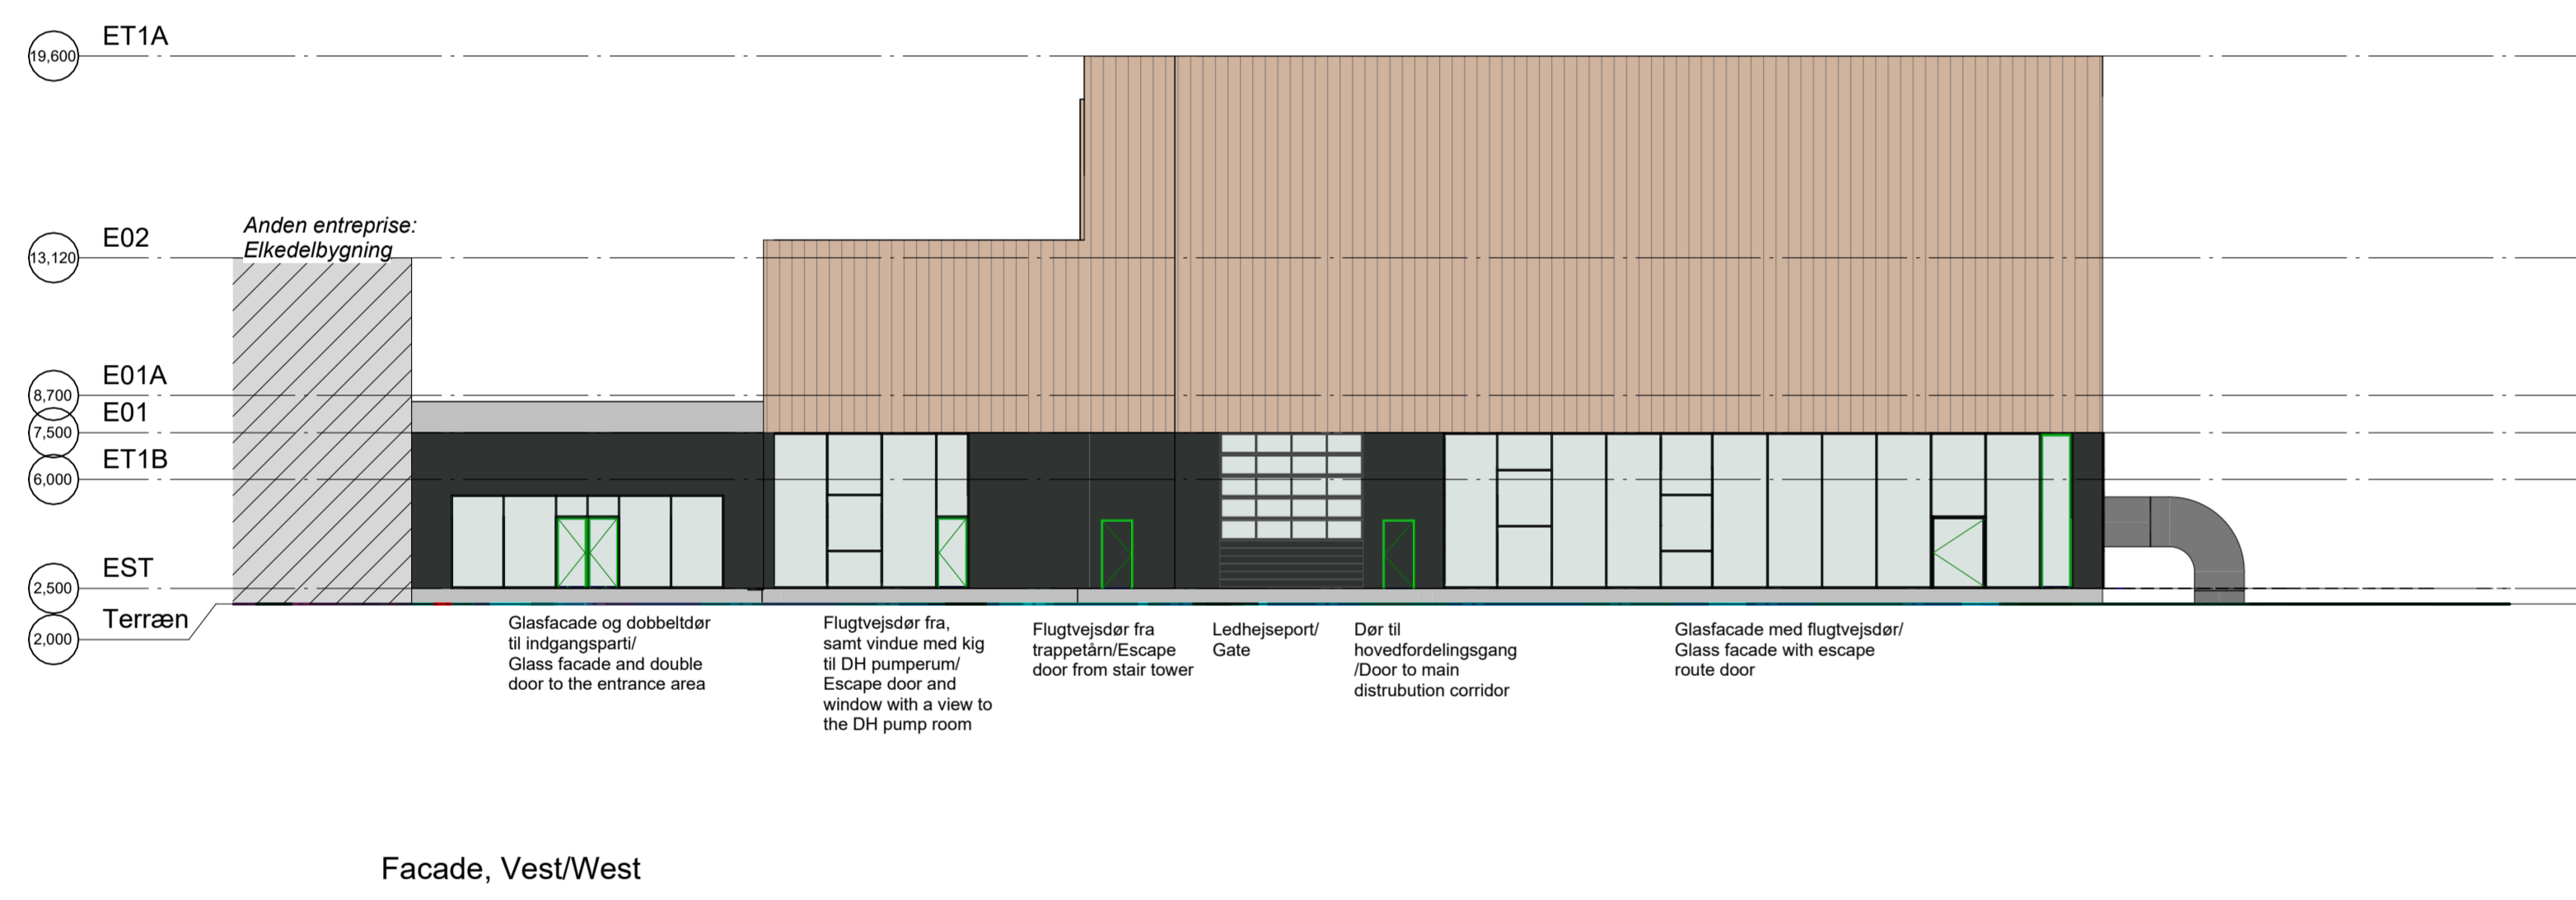 ET1A
19,600
Anden entreprise:
Elkedelbygning
E02
13,120
E01A
8,700
E01
7,500
ET1B
6,000
EST
2,500
Terræn
2,000
Glasfacade og dobbeltdør
til indgangsparti/
Glass facade and double
door to the entrance area
Flugtvejsdør fra,
samt vindue med kig
til DH pumperum/
Escape door and
window with a view to
the DH pump room
Flugtvejsdør fra
trappetårn/Escape
door from stair tower
Ledhejseport/
Gate
Dør til
hovedfordelingsgang
/Door to main
distrubution corridor
Glasfacade med flugtvejsdør/
Glass facade with escape
route door
Facade, Vest/West